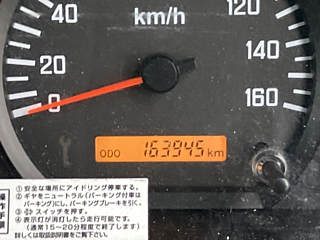 km/h
40
120
20
160
0
160
ODO 163945 km
操作手順
①安全な場所にアイドリング停車する。
②ギヤをニュートラル(パーキング付車は
パーキング)にし、パーキングブレーキを引く。
③スイッチを押す。
④表示灯が消灯したら走行可能です。
(通常15～20分程度で終了します)
詳しくは取扱説明書をご覧下さい。